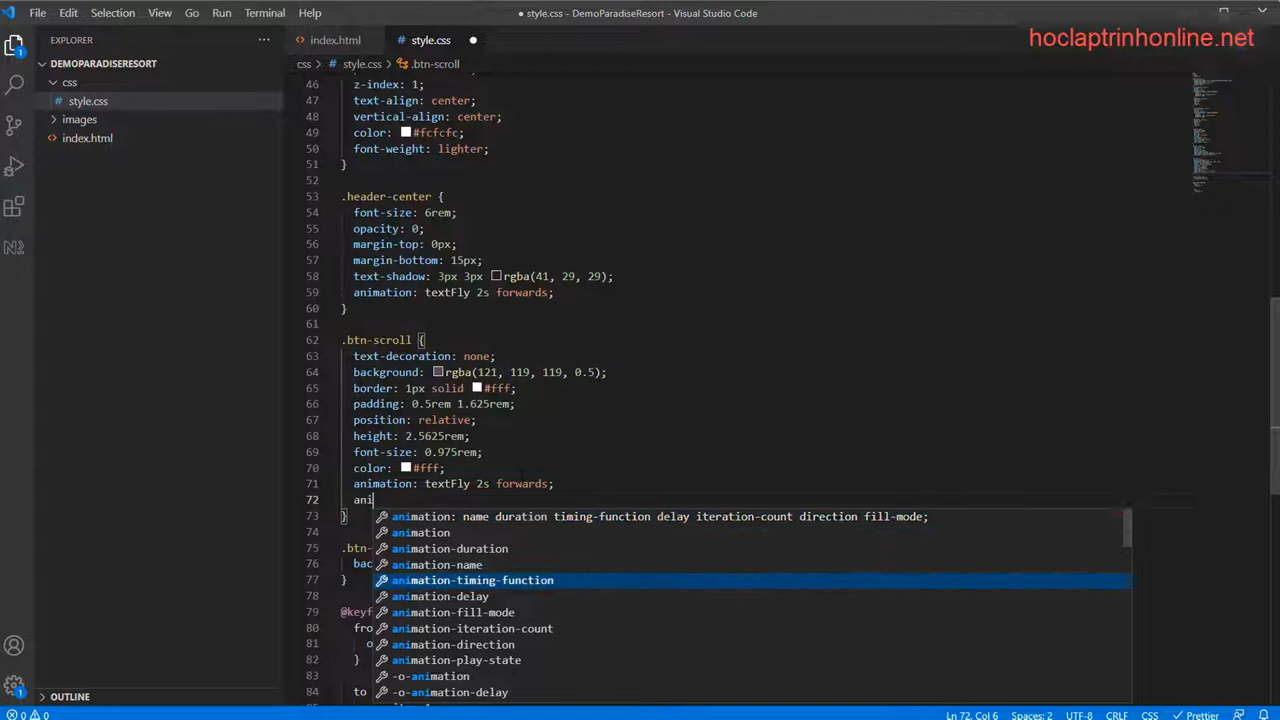 File Edit Selection View Go Run Terminal Help
● style.css - DemoParadiseResort - Visual Studio Code
hoclaptrinhonline.net
EXPLORER ...
DEMOPARADISERESORT
css
# style.css
images
<> index.html
OUTLINE
<> index.html
# style.css ●
css > # style.css > .btn-scroll
46 z-index: 1;
47 text-align: center;
48 vertical-align: center;
49 color: #fcfcfc;
50 font-weight: lighter;
51 }
52
53 .header-center {
54 font-size: 6rem;
55 opacity: 0;
56 margin-top: 0px;
57 margin-bottom: 15px;
58 text-shadow: 3px 3px rgba(41, 29, 29);
59 animation: textFly 2s forwards;
60 }
61
62 .btn-scroll {
63 text-decoration: none;
64 background: rgba(121, 119, 119, 0.5);
65 border: 1px solid #fff;
66 padding: 0.5rem 1.625rem;
67 position: relative;
68 height: 2.5625rem;
69 font-size: 0.975rem;
70 color: #fff;
71 animation: textFly 2s forwards;
72 ani
73 }
animation: name duration timing-function delay iteration-count direction fill-mode;
74
animation
animation-duration
75 .btn-
76 bac
animation-name
77 }
animation-timing-function
animation-delay
79 @keyf
animation-fill-mode
80 fro
animation-iteration-count
81 o
animation-direction
82 }
animation-play-state
83
-o-animation
84 to
-o-animation-delay
0 0
Ln 72, Col 6 Spaces: 2 UTF-8 CRLF CSS Prettier